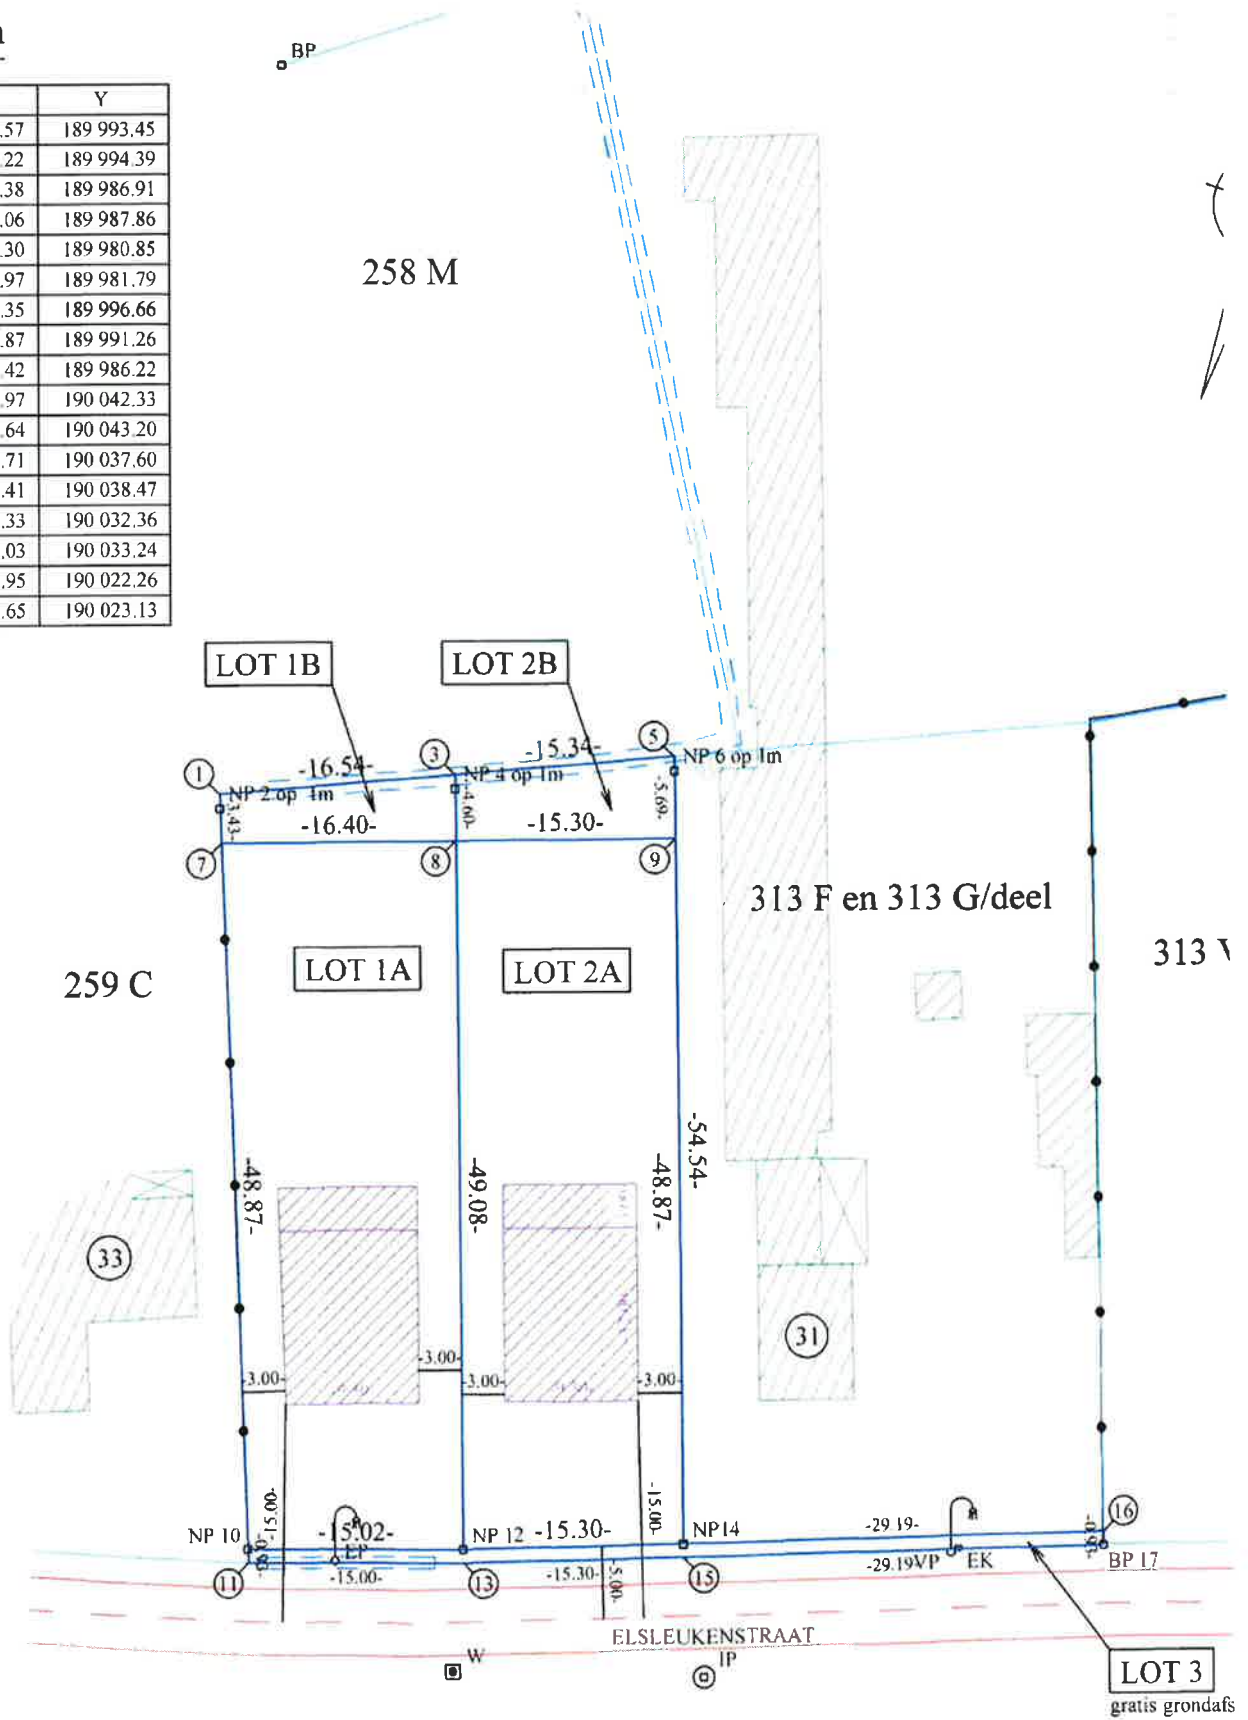 Y
.57 189 993.45
.22 189 994.39
.38 189 986.91
.06 189 987.86
.30 189 980.85
.97 189 981.79
.35 189 996.66
.87 189 991.26
.42 189 986.22
.97 190 042.33
.64 190 043.20
.71 190 037.60
.41 190 038.47
.33 190 032.36
.03 190 033.24
.95 190 022.26
.65 190 023.13
BP
258 M
LOT 1B
LOT 2B
1
-16.54-
3
-15.34-
5
NP 2 op 1m
NP 4 op 1m
NP 6 op 1m
-3.43-
-16.40-
-4.60-
-15.30-
-5.69-
7
8
9
313 F en 313 G/deel
313
259 C
LOT 1A
LOT 2A
-48.87-
-49.08-
-48.87-
-54.54-
33
31
-3.00-
-3.00-
-3.00-
-3.00-
-15.00-
-15.00-
NP 10
-15.02-
NP 12
-15.30-
NP14
-29.19-
16
EP
11
-15.00-
13
-15.30-
-5.00-
15
-29.19
VP
EK
BP 17
ELSLEUKENSTRAAT
W
IP
LOT 3
gratis grondafs